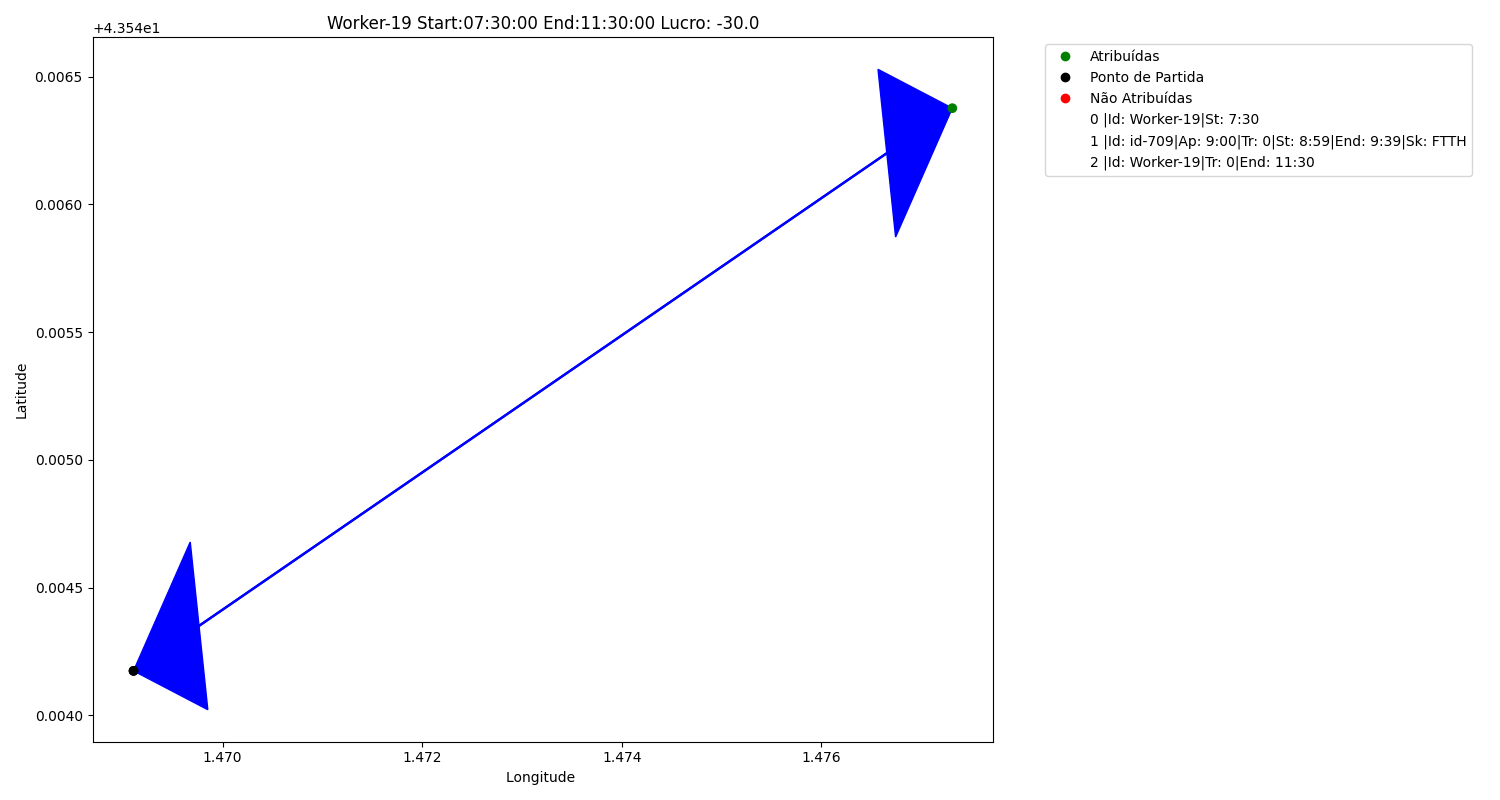 Worker-19 Start:07:30:00 End:11:30:00 Lucro: -30.0
+4.354e1
0.0065
0.0060
0.0055
0.0050
0.0045
0.0040
Latitude
1.470 1.472 1.474 1.476
Longitude
Atribuídas
Ponto de Partida
Não Atribuídas
0 |Id: Worker-19|St: 7:30
1 |Id: id-709|Ap: 9:00|Tr: 0|St: 8:59|End: 9:39|Sk: FTTH
2 |Id: Worker-19|Tr: 0|End: 11:30